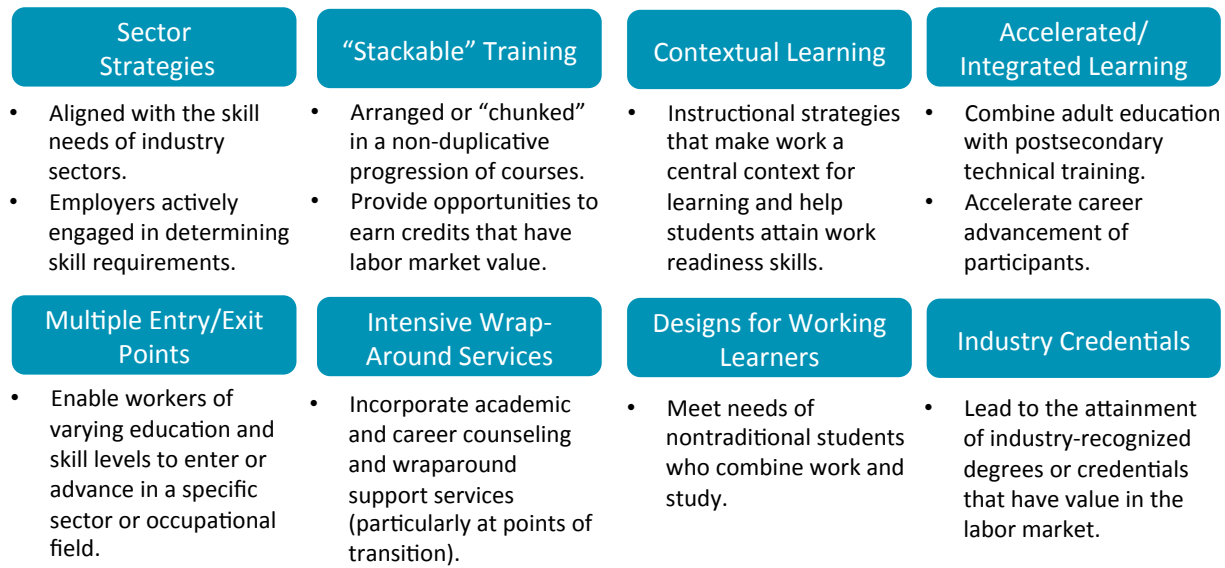 Sector
Strategies
• Aligned with the skill
needs of industry
sectors.
• Employers actively
engaged in determining
skill requirements.
“Stackable” Training
• Arranged or “chunked”
in a non-duplicative
progression of courses.
• Provide opportunities to
earn credits that have
labor market value.
Contextual Learning
• Instructional strategies
that make work a
central context for
learning and help
students attain work
readiness skills.
Accelerated/
Integrated Learning
• Combine adult education
with postsecondary
technical training.
• Accelerate career
advancement of
participants.
Multiple Entry/Exit
Points
• Enable workers of
varying education and
skill levels to enter or
advance in a specific
sector or occupational
field.
Intensive Wrap-
Around Services
• Incorporate academic
and career counseling
and wraparound
support services
(particularly at points of
transition).
Designs for Working
Learners
• Meet needs of
nontraditional students
who combine work and
study.
Industry Credentials
• Lead to the attainment
of industry-recognized
degrees or credentials
that have value in the
labor market.